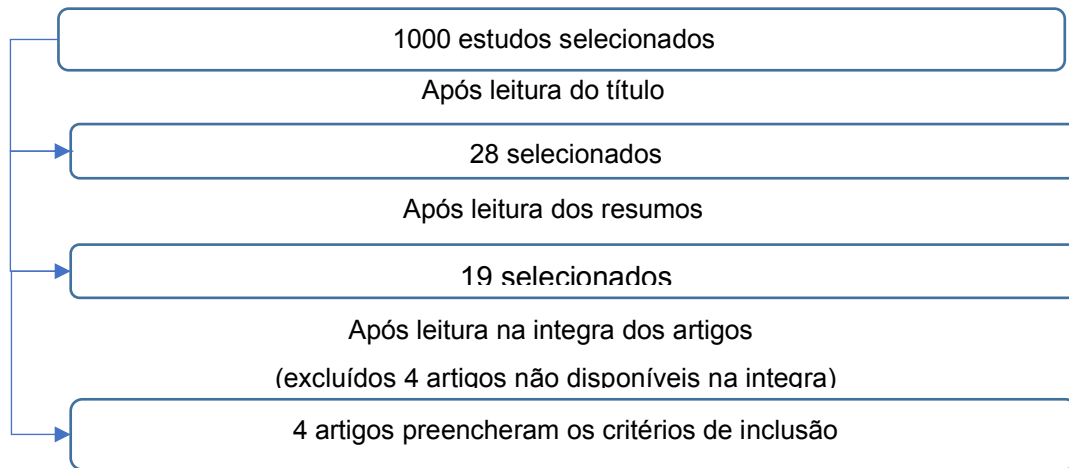 1000 estudos selecionados
Após leitura do título
28 selecionados
Após leitura dos resumos
19 selecionados
Após leitura na integra dos artigos
(excluídos 4 artigos não disponíveis na integra)
4 artigos preencheram os critérios de inclusão